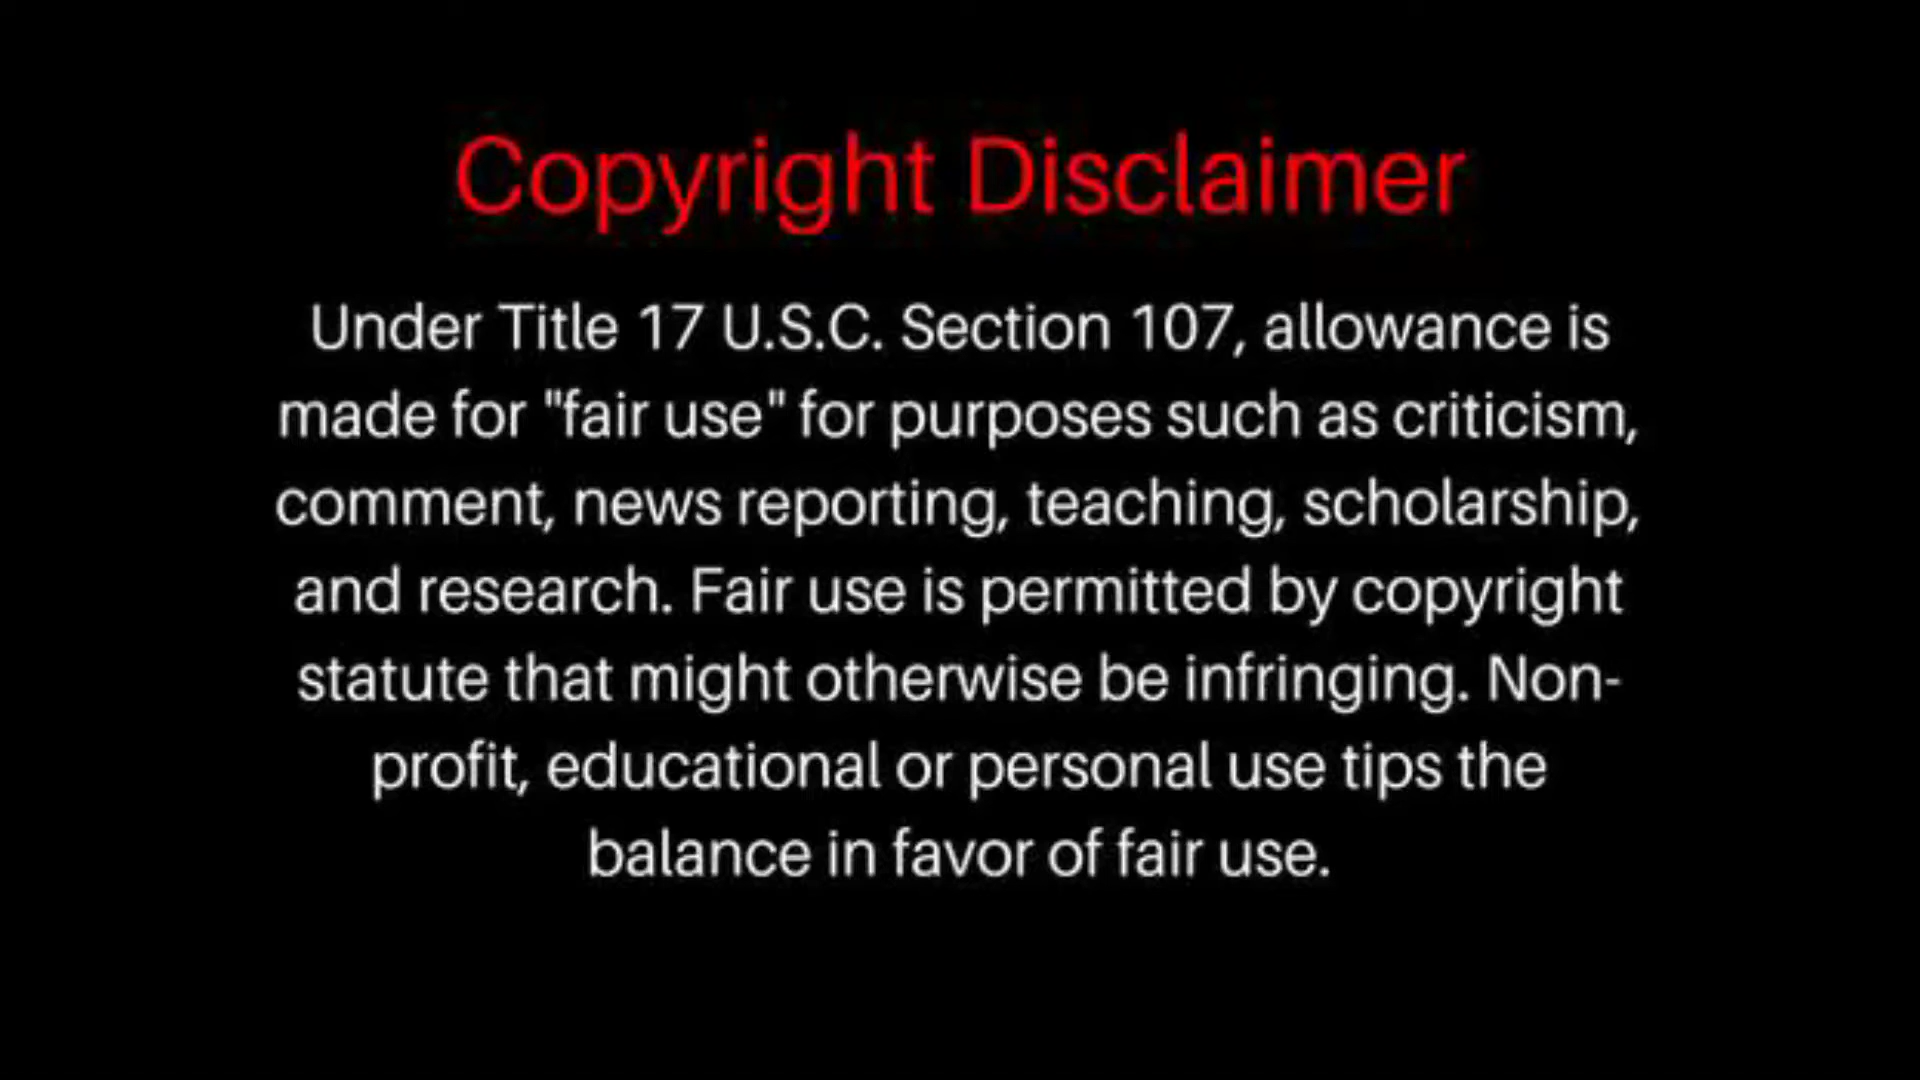 Copyright Disclaimer
Under Title 17 U.S.C. Section 107, allowance is
made for "fair use" for purposes such as criticism,
comment, news reporting, teaching, scholarship,
and research. Fair use is permitted by copyright
statute that might otherwise be infringing. Non-
profit, educational or personal use tips the
balance in favor of fair use.